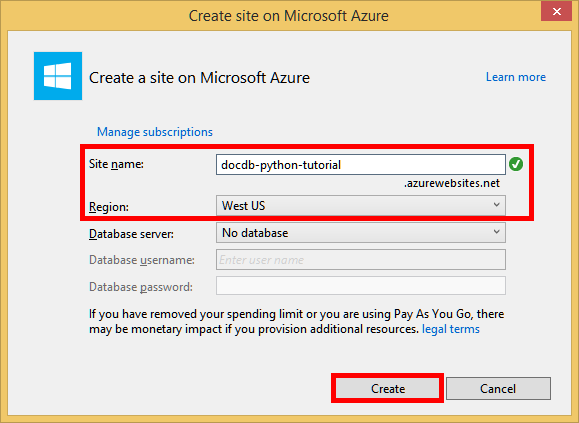 Create site on Microsoft Azure
Create a site on Microsoft Azure
Learn more
Manage subscriptions
Site name: docdb-python-tutorial
.azurewebsites.net
Region: West US
Database server: No database
Database username: Enter user name
Database password:
If you have removed your spending limit or you are using Pay As You Go, there
may be monetary impact if you provision additional resources. legal terms
Create Cancel